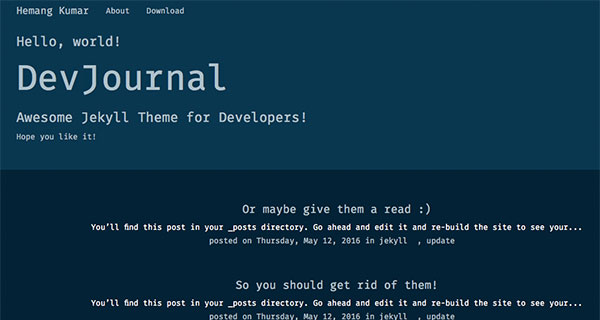 Hemang Kumar About Download
Hello, world!
DevJournal
Awesome Jekyll Theme for Developers!
Hope you like it!
Or maybe give them a read :)
You’ll find this post in your _posts directory. Go ahead and edit it and re-build the site to see your...
posted on Thursday, May 12, 2016 in jekyll , update
So you should get rid of them!
You’ll find this post in your _posts directory. Go ahead and edit it and re-build the site to see your...
posted on Thursday, May 12, 2016 in jekyll , update